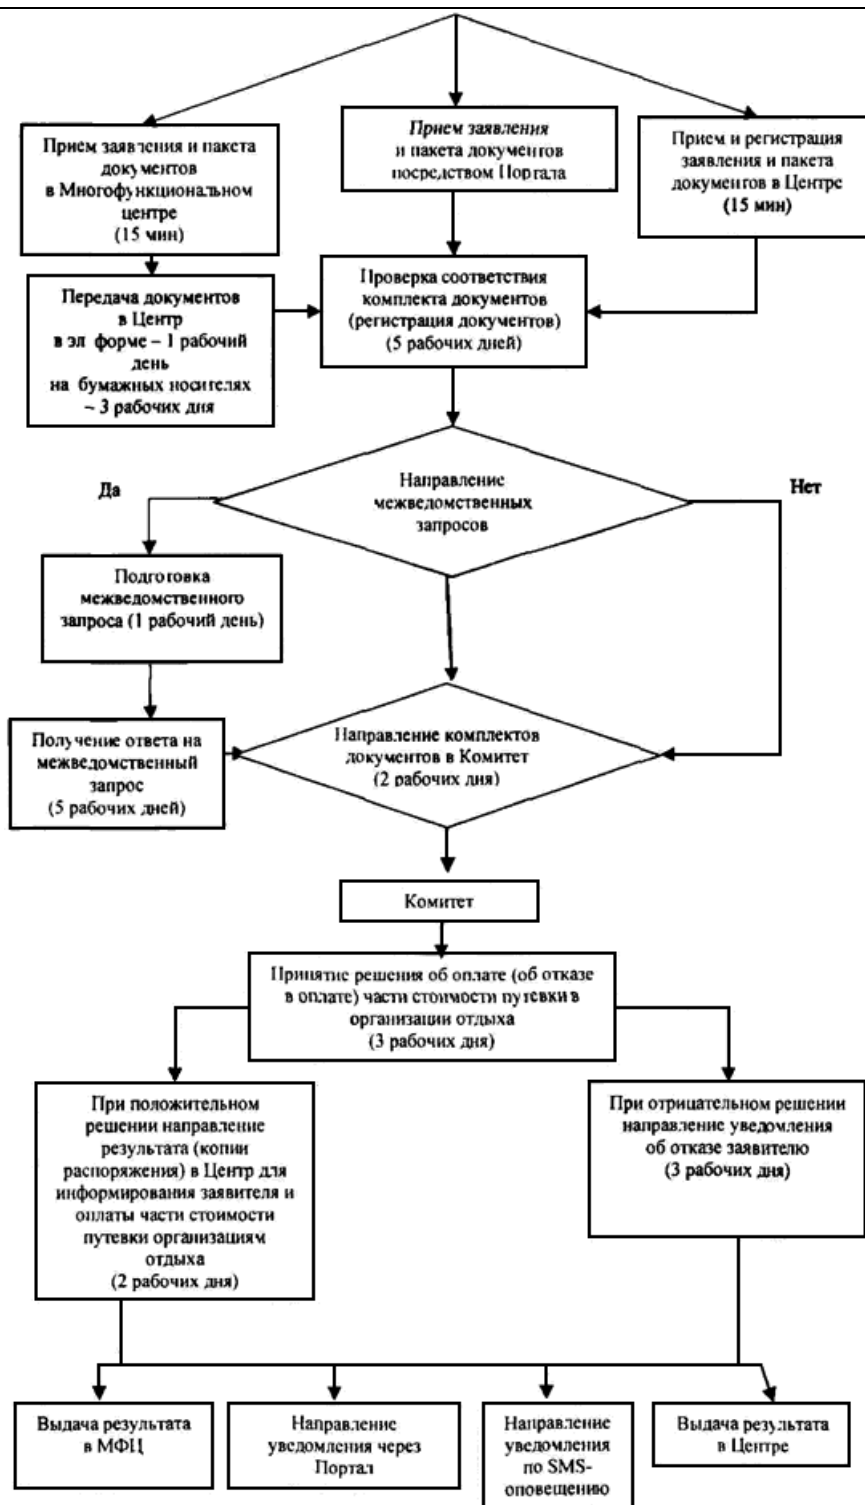 Прием заявления и пакета
документов
в Многофункциональном
центре
(15 мин)
Прием заявления
и пакета документов
посредством Портала
Прием и регистрация
заявления и пакета
документов в Центре
(15 мин)
Передача документов
в Центр
в эл форме – 1 рабочий
день
на бумажных носителях
– 3 рабочих дня
Проверка соответствия
комплекта документов
(регистрация документов)
(5 рабочих дней)
Направление
межведомственных
запросов
Да
Нет
Подготовка
межведомственного
запроса (1 рабочий день)
Получение ответа на
межведомственный
запрос
(5 рабочих дней)
Направление комплектов
документов в Комитет
(2 рабочих дня)
Комитет
Принятие решения об оплате (об отказе
в оплате) части стоимости путевки в
организации отдыха
(3 рабочих дня)
При положительном
решении направление
результата (копии
распоряжения) в Центр для
информирования заявителя и
оплаты части стоимости
путевки организациям
отдыха
(2 рабочих дня)
При отрицательном решении
направление уведомления
об отказе заявителю
(3 рабочих дня)
Выдача результата
в МФЦ
Направление
уведомления через
Портал
Направление
уведомления
по SMS-
оповещению
Выдача результата
в Центре